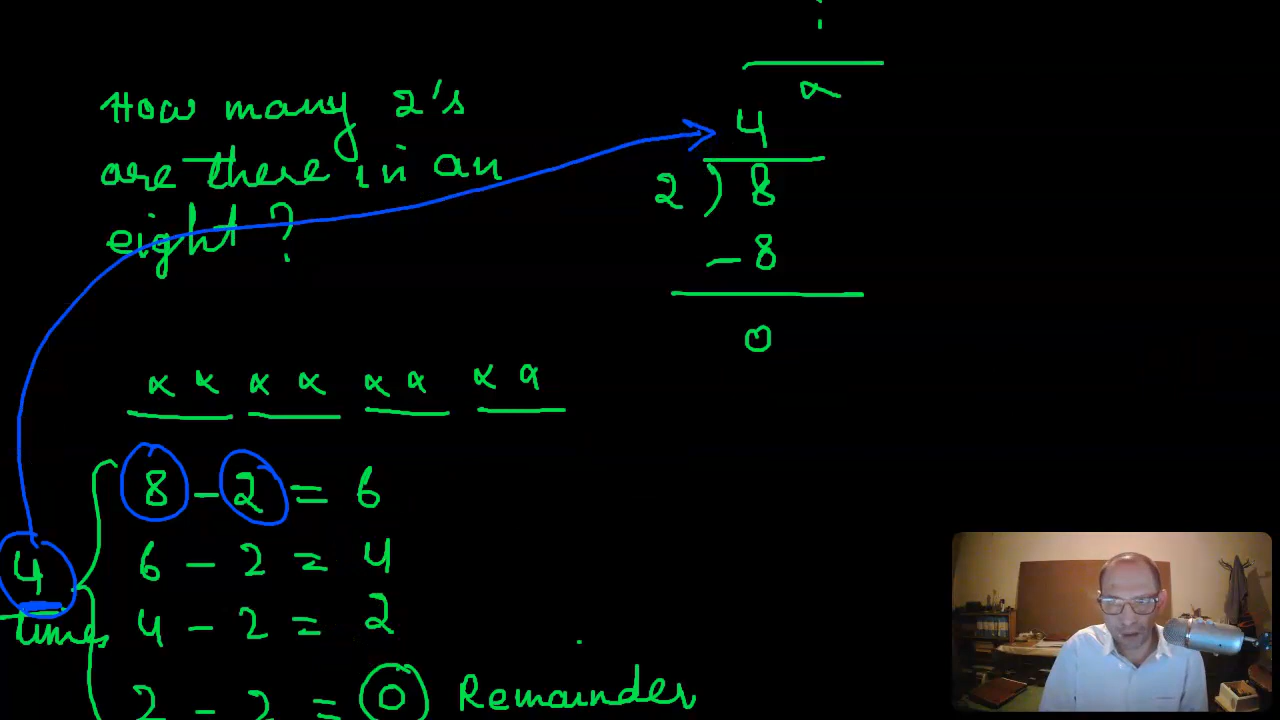 How many 2's
are there in an
eight?
4
2 ) 8
- 8
0
8 - 2 = 6
6 - 2 = 4
4 - 2 = 2
2 - 2 = 0 Remainder
4
times